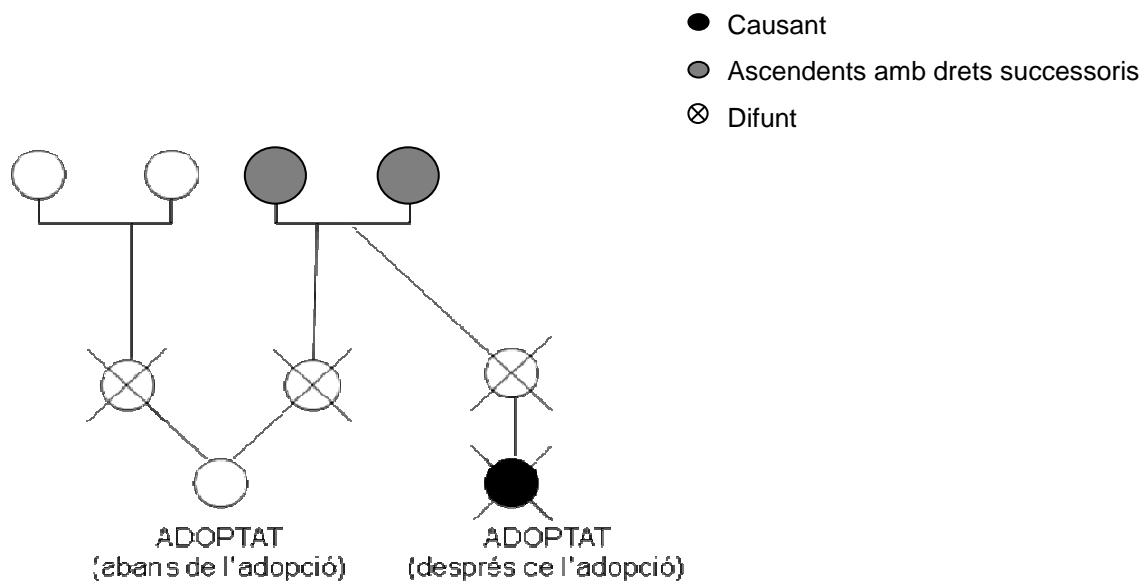 Causant
Ascendents amb drets successoris
Difunt
ADOPTAT
(abans de l'adopció)
ADOPTAT
(després ce l'adopció)